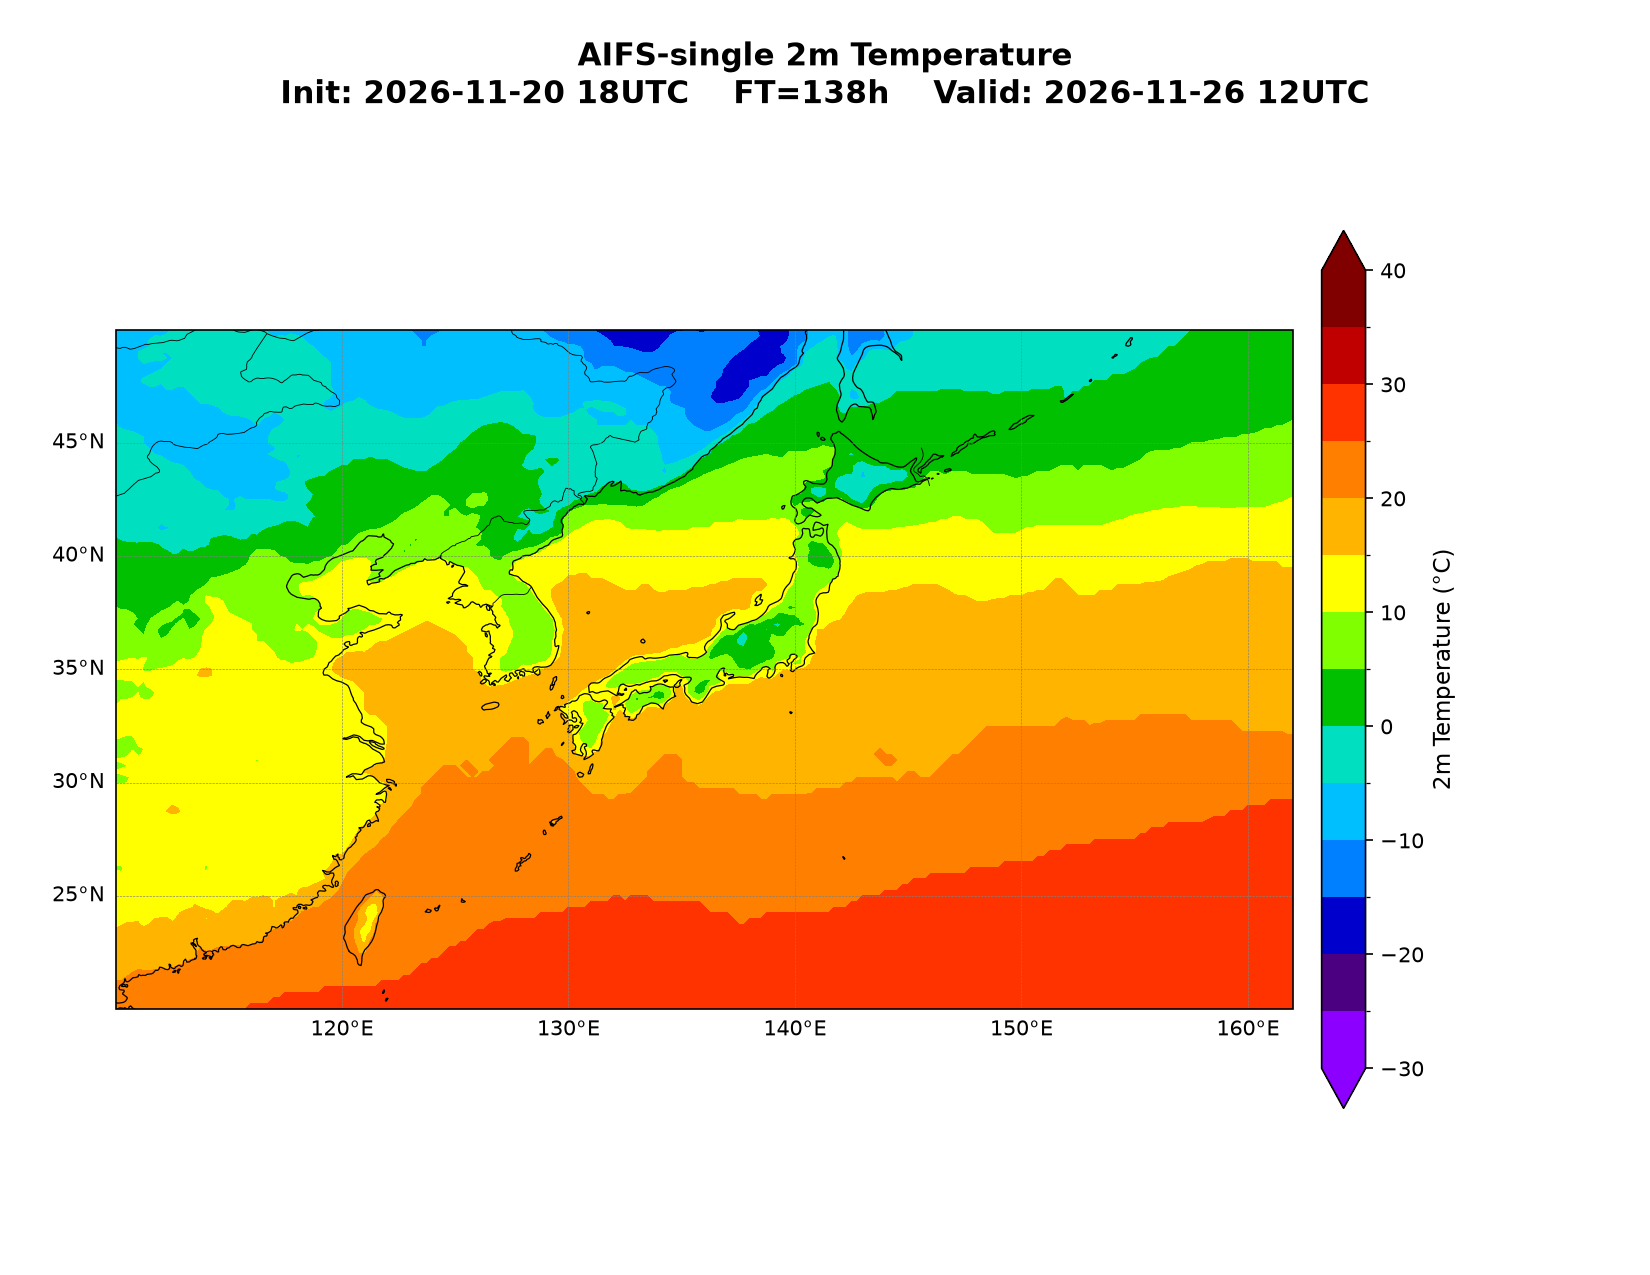 AIFS-single 2m Temperature
Init: 2026-11-20 18UTC    FT=138h    Valid: 2026-11-26 12UTC
45°N
40°N
35°N
30°N
25°N
120°E
130°E
140°E
150°E
160°E
40
30
20
10
0
−10
−20
−30
2m Temperature (°C)